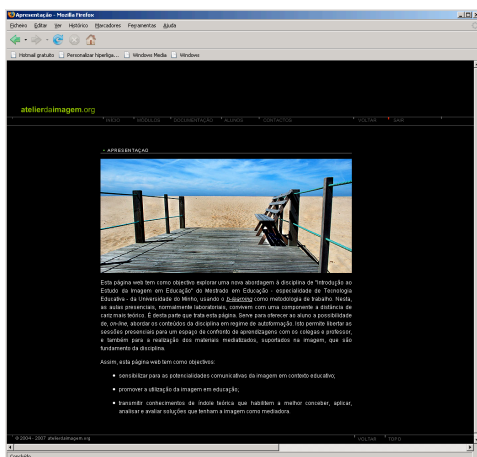 Apresentação - Mozilla Firefox
Ficheiro Editar Ver Histórico Marcadores Ferramentas Ajuda
Hotmail gratuito Personalizar hiperliga... Windows Media Windows
atelierdaimagem.org
INÍCIO MÓDULOS DOCUMENTAÇÃO ALUNOS CONTACTOS VOLTAR SAIR
APRESENTAÇÃO
Esta página web tem como objectivo explorar uma nova abordagem à disciplina de "Introdução ao
Estudo da Imagem em Educação" do Mestrado em Educação - especialidade de Tecnologia
Educativa - da Universidade do Minho, usando o b-learning como metodologia de trabalho. Nesta,
as aulas presenciais, normalmente laboratoriais, convivem com uma componente a distância de
cariz mais teórico. É desta parte que trata esta página. Serve para oferecer ao aluno a possibilidade
de, on-line, abordar os conteúdos da disciplina em regime de autoformação. Isto permite libertar as
sessões presenciais para um espaço de confronto de aprendizagens com os colegas e professor,
e também para a realização dos materiais mediatizados, suportados na imagem, que são
fundamento da disciplina.
Assim, esta página web tem como objectivos:
sensibilizar para as potencialidades comunicativas da imagem em contexto educativo;
promover a utilização da imagem em educação;
transmitir conhecimentos de índole teórica que habilitem a melhor conceber, aplicar,
analisar e avaliar soluções que tenham a imagem como mediadora.
© 2004 - 2007 atelierdaimagem.org VOLTAR TOPO
Concluído